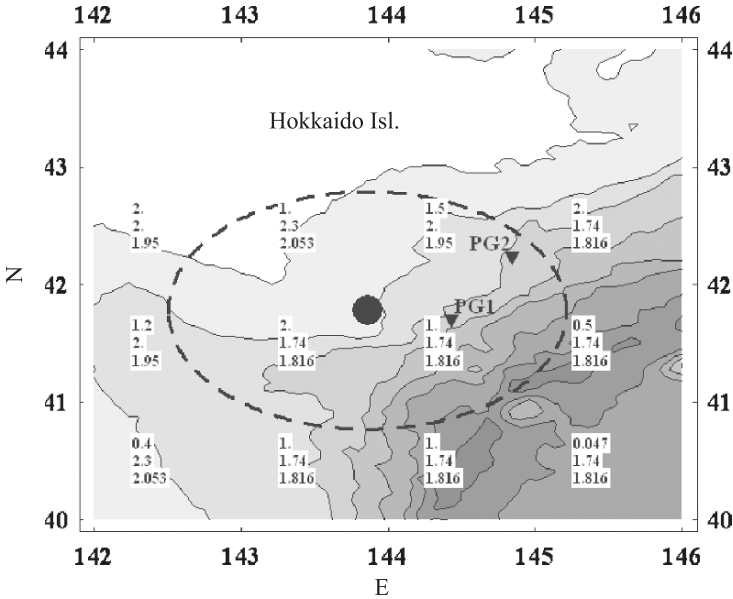 142 143 144 145 146
44 44
Hokkaido Isl.
43 43
2. 1. 1.5 2.
2. 2.3 2. 1.74
1.95 2.053 1.95 1.816
PG2
N
42 42
PG1
1.2 2. 1. 0.5
2. 1.74 1.74 1.74
1.95 1.816 1.816 1.816
41 41
0.4 1. 1. 0.047
2.3 1.74 1.74 1.74
2.053 1.816 1.816 1.816
40 40
142 143 144 145 146
E